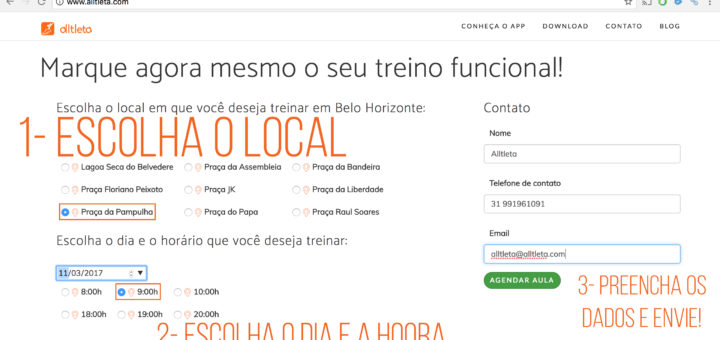 www.alltleta.com
alltleta
CONHEÇA O APP DOWNLOAD CONTATO BLOG
Marque agora mesmo o seu treino funcional!
Escolha o local em que você deseja treinar em Belo Horizonte:
1- ESCOLHA O LOCAL
Lagoa Seca do Belvedere Praça da Assembleia Praça da Bandeira
Praça Floriano Peixoto Praça JK Praça da Liberdade
Praça da Pampulha Praça do Papa Praça Raul Soares
Escolha o dia e o horário que você deseja treinar:
11/03/2017
8:00h 9:00h 10:00h
18:00h 19:00h 20:00h
2- ESCOLHA O DIA E A HOORA
Contato
Nome
Alltleta
Telefone de contato
31 991961091
Email
alltleta@alltleta.com
AGENDAR AULA
3- PREENCHA OS
DADOS E ENVIE!